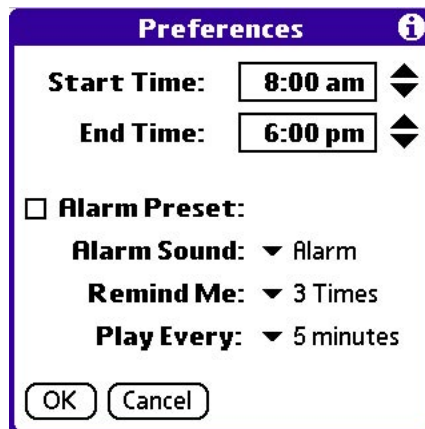 Preferences i
Start Time: 8:00 am
End Time: 6:00 pm
Alarm Preset:
Alarm Sound: Alarm
Remind Me: 3 Times
Play Every: 5 minutes
OK Cancel